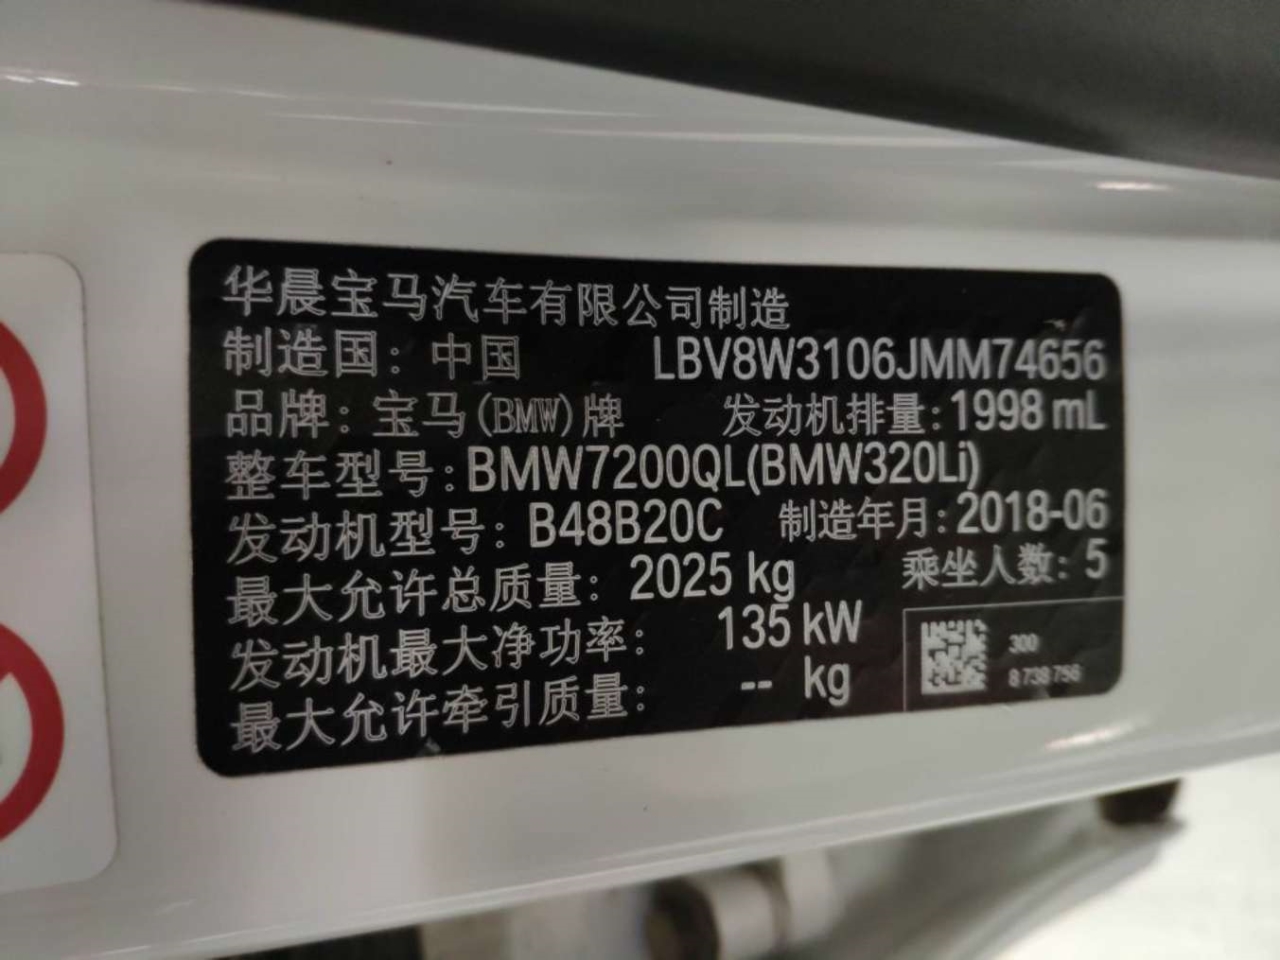 华晨宝马汽车有限公司制造
制造国：中国 LBV8W3106JMM74656
品牌：宝马(BMW)牌 发动机排量：1998 mL
整车型号：BMW7200QL(BMW320Li)
发动机型号：B48B20C 制造年月：2018-06
最大允许总质量：2025 kg 乘坐人数：5
发动机最大净功率：135 kW
最大允许牵引质量：-- kg
300
8738756